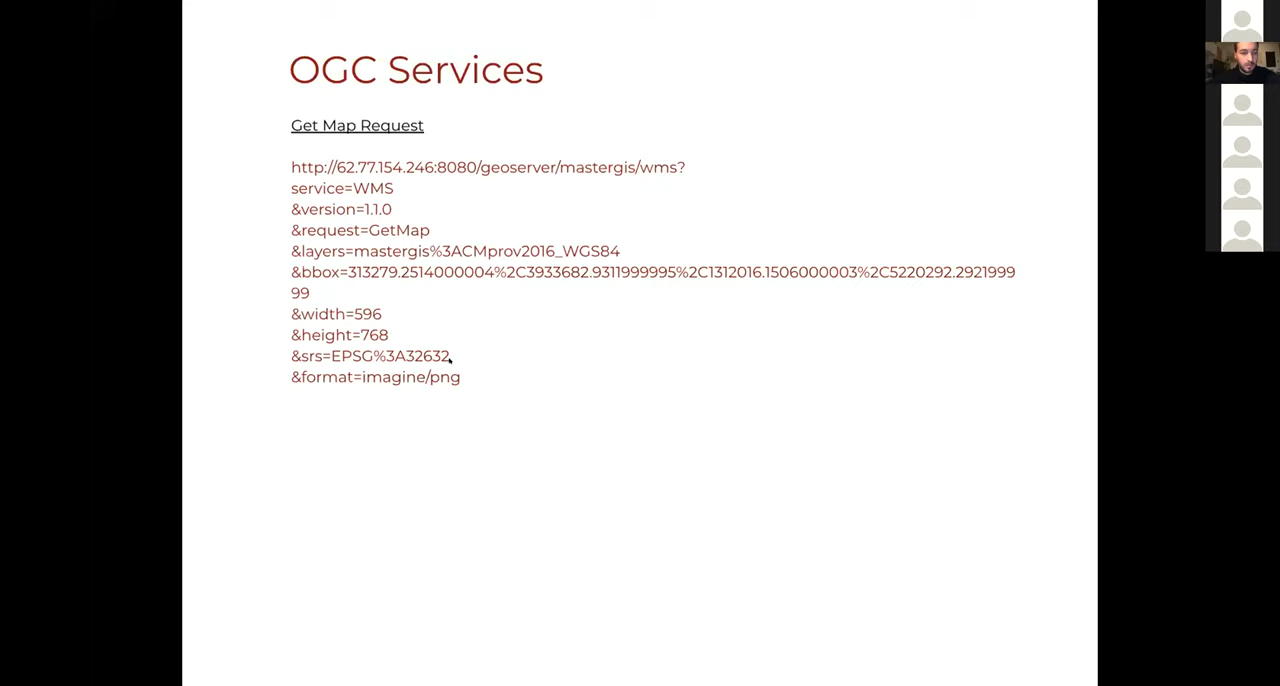 OGC Services
Get Map Request
http://62.77.154.246:8080/geoserver/mastergis/wms?
service=WMS
&version=1.1.0
&request=GetMap
&layers=mastergis%3ACMprov2016_WGS84
&bbox=313279.2514000004%2C3933682.9311999995%2C1312016.1506000003%2C5220292.2921999
99
&width=596
&height=768
&srs=EPSG%3A32632
&format=imagine/png